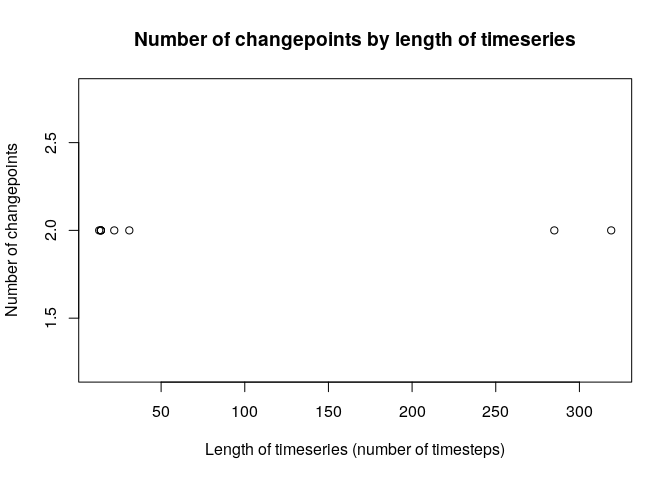 Number of changepoints by length of timeseries
Number of changepoints
2.5
2.0
1.5
50 100 150 200 250 300
Length of timeseries (number of timesteps)